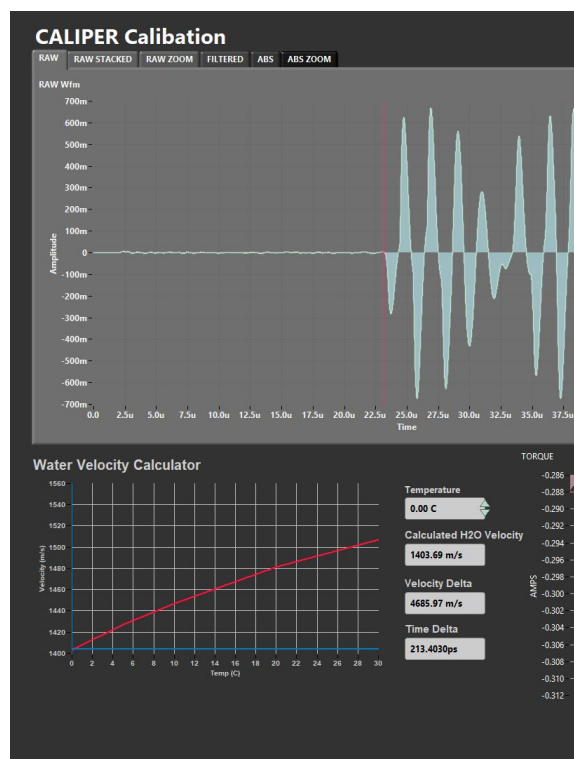 CALIPER Calibation
RAW RAW STACKED RAW ZOOM FILTERED ABS ABS ZOOM
RAW Wfm
700m
600m
500m
400m
300m
200m
100m
0
-100m
-200m
-300m
-400m
-500m
-600m
-700m
Amplitude
0.0 2.5u 5.0u 7.5u 10.0u 12.5u 15.0u 17.5u 20.0u 22.5u 25.0u 27.5u 30.0u 32.5u 35.0u 37.5u
Time
Water Velocity Calculator
1560
1540
1520
1500
1480
1460
1440
1420
1400
Velocity (m/s)
0 2 4 6 8 10 12 14 16 18 20 22 24 26 28 30
Temp (C)
Temperature
0.00 C
Calculated H2O Velocity
1403.69 m/s
Velocity Delta
4685.97 m/s
Time Delta
213.4030ps
TORQUE
-0.286
-0.288
-0.290
-0.292
-0.294
-0.296
-0.298
-0.300
-0.302
-0.304
-0.306
-0.308
-0.310
-0.312
AMPS